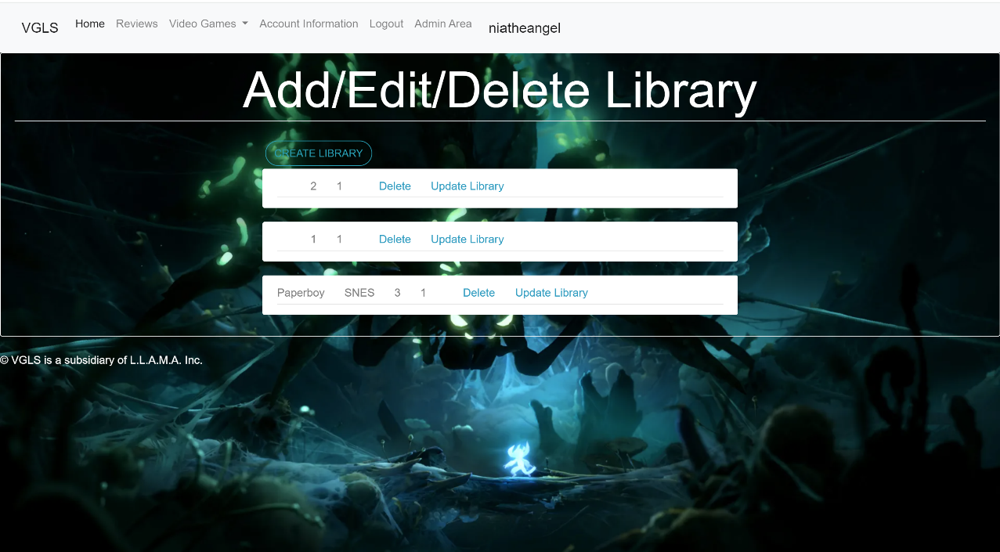 VGLS Home Reviews Video Games Account Information Logout Admin Area niatheangel
Add/Edit/Delete Library
CREATE LIBRARY
2 1 Delete Update Library
1 1 Delete Update Library
Paperboy SNES 3 1 Delete Update Library
© VGLS is a subsidiary of L.L.A.M.A. Inc.